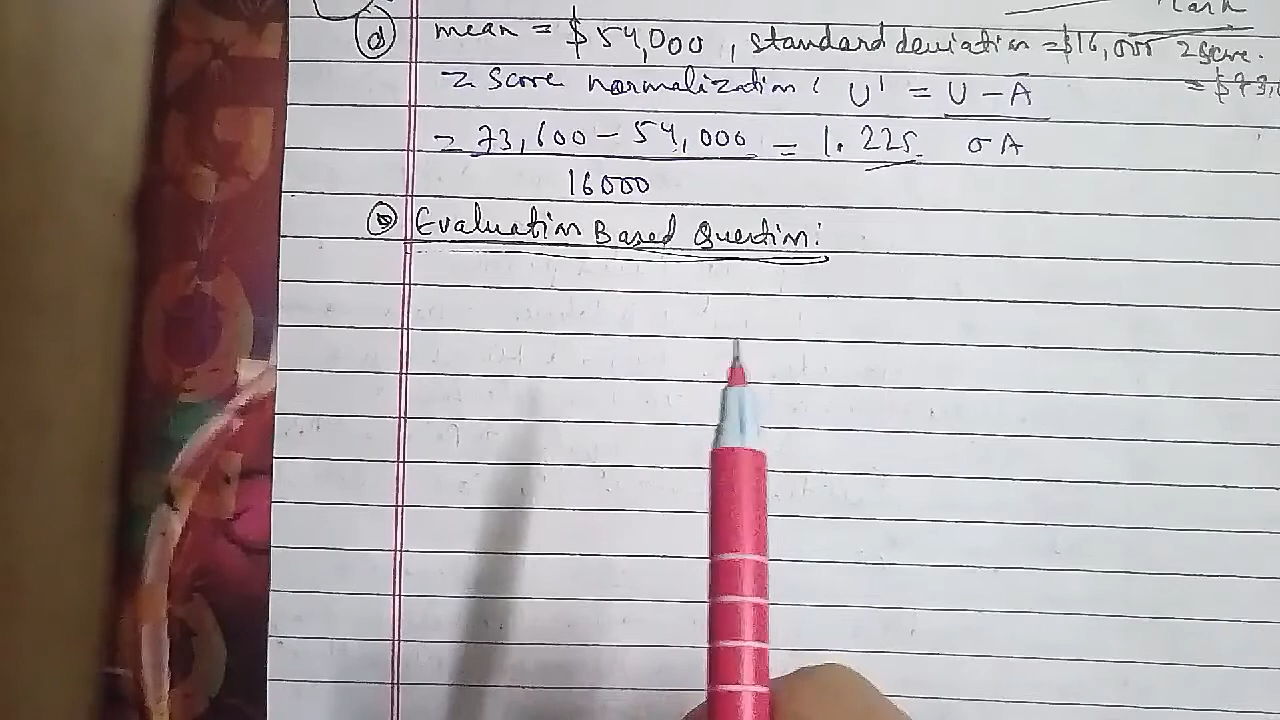 (d) mean = $54,000, standard deviation = $16,000 z score.
z score normalization: U' = U - A
= 73,600 - 54,000 = 1.225 σA
16000
Evaluation Based Question: